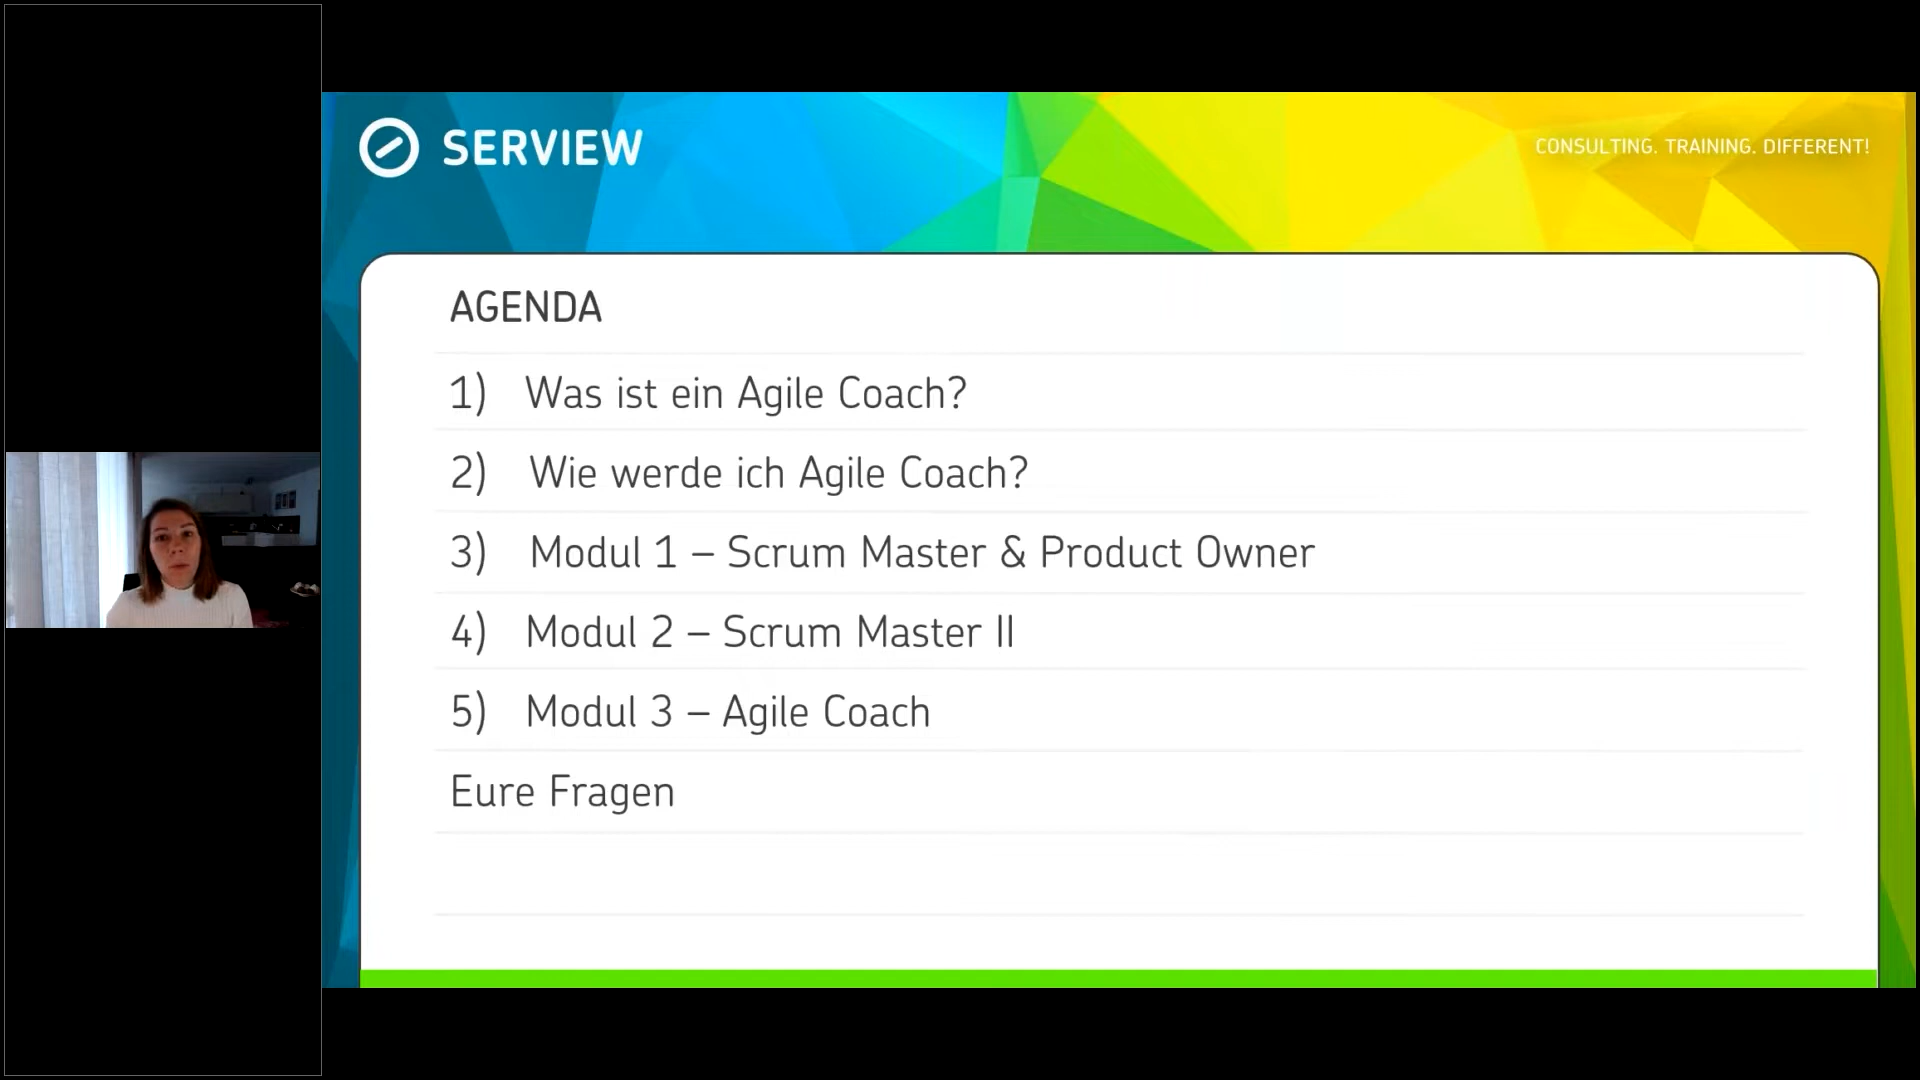 SERVIEW
CONSULTING. TRAINING. DIFFERENT!
AGENDA
1) Was ist ein Agile Coach?
2) Wie werde ich Agile Coach?
3) Modul 1 – Scrum Master & Product Owner
4) Modul 2 – Scrum Master II
5) Modul 3 – Agile Coach
Eure Fragen